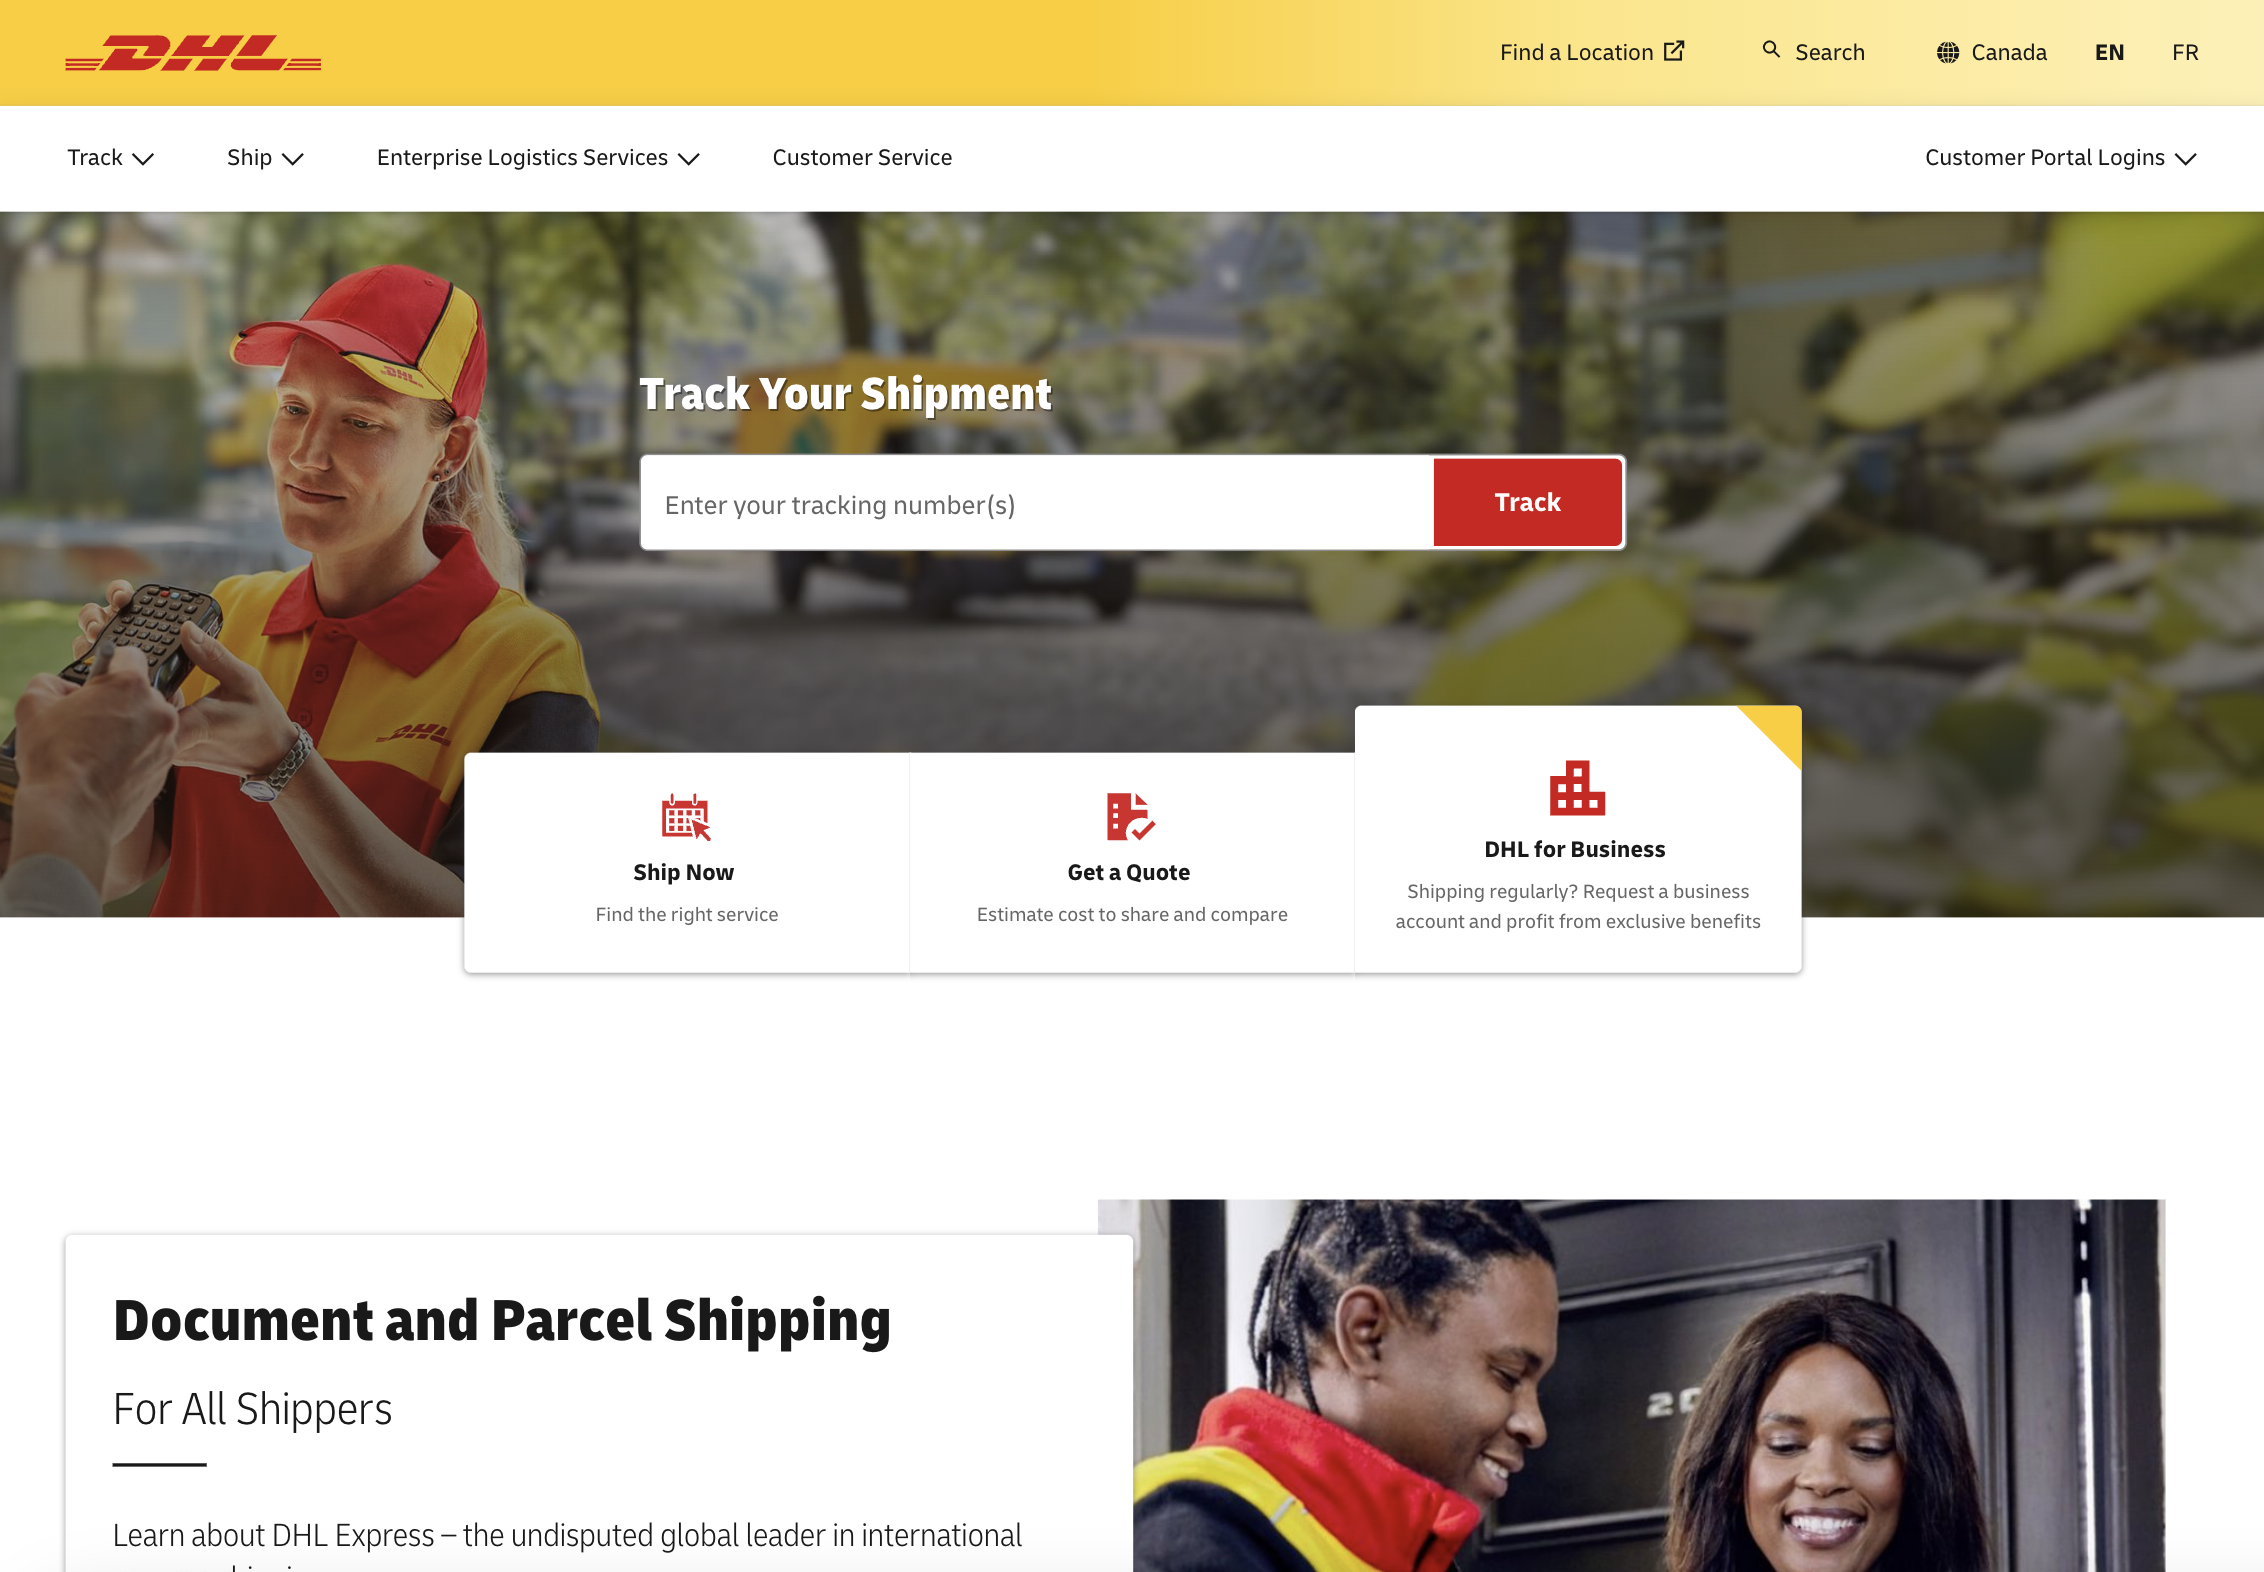 DHL
Find a Location
Search
Canada
EN
FR
Track
Ship
Enterprise Logistics Services
Customer Service
Customer Portal Logins
DHL
Track Your Shipment
Enter your tracking number(s)
Track
DHL
Ship Now
Find the right service
Get a Quote
Estimate cost to share and compare
DHL for Business
Shipping regularly? Request a business
account and profit from exclusive benefits
Document and Parcel Shipping
For All Shippers
Learn about DHL Express – the undisputed global leader in international
20